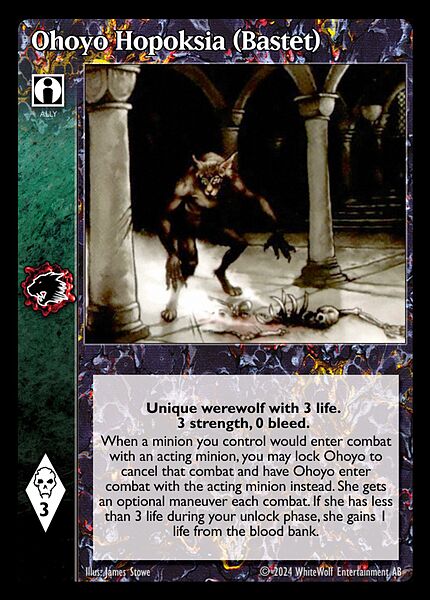 Ohoyo Hopoksia (Bastet)
ALLY
Unique werewolf with 3 life.
3 strength, 0 bleed.
When a minion you control would enter combat
with an acting minion, you may lock Ohoyo to
cancel that combat and have Ohoyo enter
combat with the acting minion instead. She gets
an optional maneuver each combat. If she has less
than 3 life during your unlock phase, she gains 1
life from the blood bank.
3
Illus: James Stowe
© 2024 WhiteWolf Entertainment AB